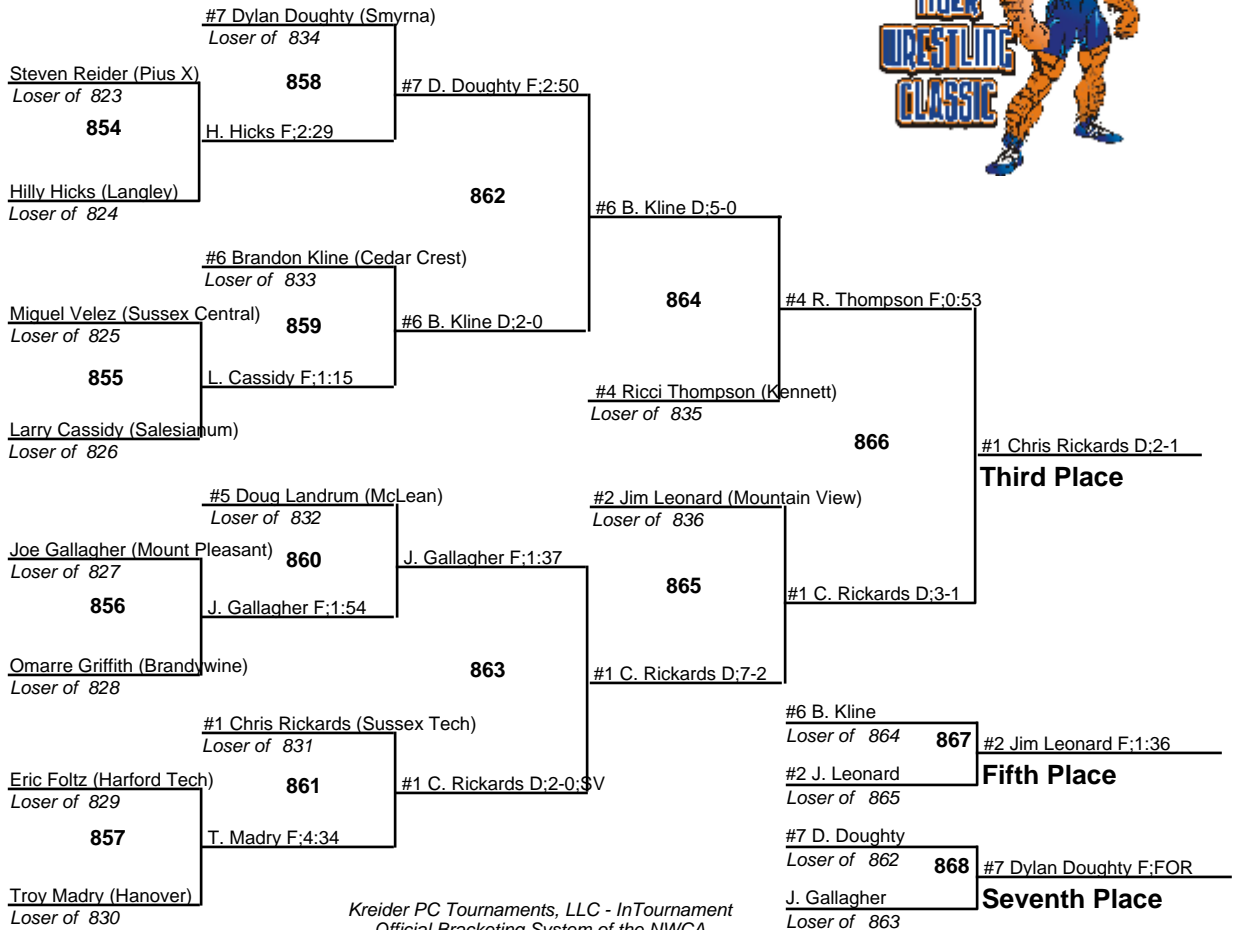 #7 Dylan Doughty (Smyrna)
Loser of 834
TIGER
WRESTLING
CLASSIC
Steven Reider (Pius X)
Loser of 823
858
#7 D. Doughty F;2:50
854
H. Hicks F;2:29
Hilly Hicks (Langley)
Loser of 824
862
#6 B. Kline D;5-0
#6 Brandon Kline (Cedar Crest)
Loser of 833
Miguel Velez (Sussex Central)
Loser of 825
859
#6 B. Kline D;2-0
864
#4 R. Thompson F;0:53
855
L. Cassidy F;1:15
#4 Ricci Thompson (Kennett)
Loser of 835
Larry Cassidy (Salesianum)
Loser of 826
866
#1 Chris Rickards D;2-1
Third Place
#5 Doug Landrum (McLean)
Loser of 832
#2 Jim Leonard (Mountain View)
Loser of 836
Joe Gallagher (Mount Pleasant)
Loser of 827
860
J. Gallagher F;1:37
856
J. Gallagher F;1:54
865
#1 C. Rickards D;3-1
Omarre Griffith (Brandywine)
Loser of 828
863
#1 C. Rickards D;7-2
#1 Chris Rickards (Sussex Tech)
Loser of 831
#6 B. Kline
Loser of 864
867
#2 Jim Leonard F;1:36
Fifth Place
Eric Foltz (Harford Tech)
Loser of 829
861
#1 C. Rickards D;2-0;SV
#2 J. Leonard
Loser of 865
857
T. Madry F;4:34
#7 D. Doughty
Loser of 862
868
#7 Dylan Doughty F;FOR
Seventh Place
Troy Madry (Hanover)
Loser of 830
J. Gallagher
Loser of 863
Kreider PC Tournaments, LLC - InTournament
Official Bracketing System of the NWCA